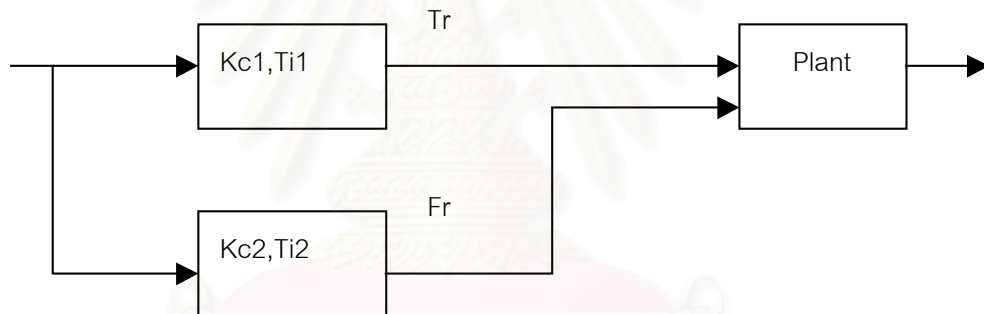 Tr
Kc1,Ti1
Plant
Fr
Kc2,Ti2